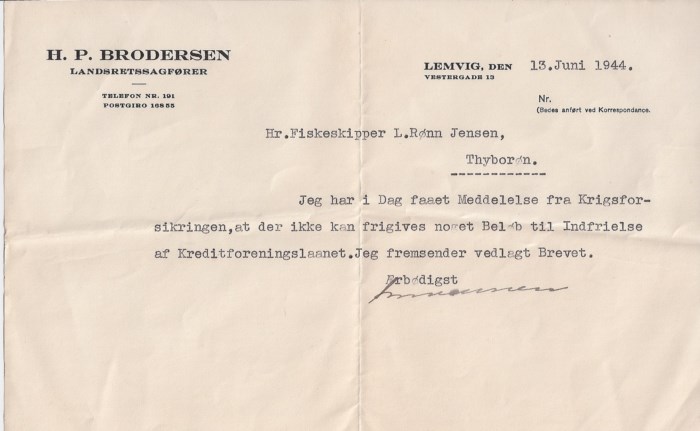 H. P. BRODERSEN
LANDSRETSSAGFØRER
TELEFON NR. 191
POSTGIRO 16855
LEMVIG, DEN 13.Juni 1944.
VESTERGADE 13
Nr.
(Bedes anført ved Korrespondance.
Hr.Fiskeskipper L.Rønn Jensen,
Thyborøn.
Jeg har i Dag faaet Meddelelse fra Krigsfor-
sikringen,at der ikke kan frigives noget Beløb til Indfrielse
af Kreditforeningslaanet.Jeg fremsender vedlagt Brevet.
Ærbødigst